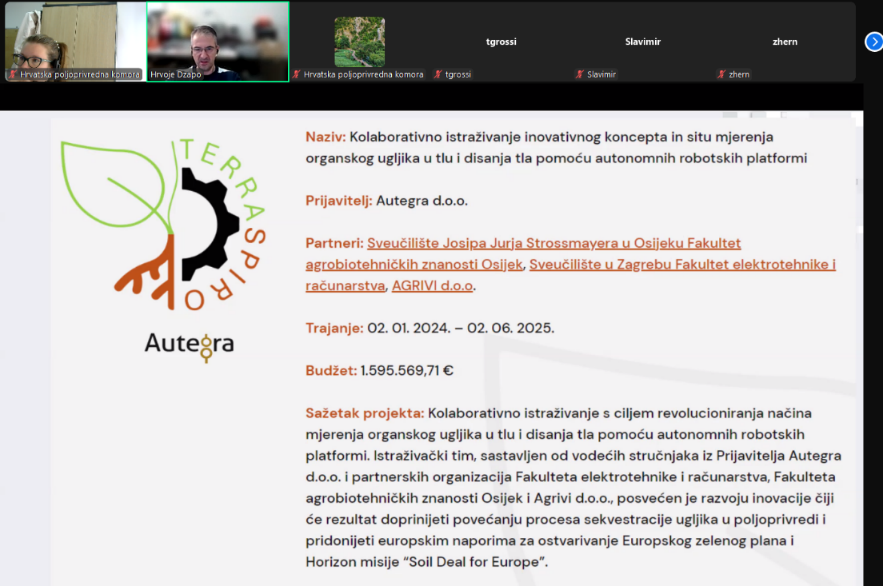 tgrossi
Slavimir
zhern
Hrvatska poljoprivredna komora
Hrvoje Dzapo
Hrvatska poljoprivredna komora
tgrossi
Slavimir
zhern
TERRASPIRO
Autegra
Naziv: Kolaborativno istraživanje inovativnog koncepta in situ mjerenja
organskog ugljika u tlu i disanja tla pomoću autonomnih robotskih platformi
Prijavitelj: Autegra d.o.o.
Partneri: Sveučilište Josipa Jurja Strossmayera u Osijeku Fakultet
agrobiotehničkih znanosti Osijek, Sveučilište u Zagrebu Fakultet elektrotehnike i
računarstva, AGRIVI d.o.o.
Trajanje: 02. 01. 2024. – 02. 06. 2025.
Budžet: 1.595.569,71 €
Sažetak projekta: Kolaborativno istraživanje s ciljem revolucioniranja načina
mjerenja organskog ugljika u tlu i disanja tla pomoću autonomnih robotskih
platformi. Istraživački tim, sastavljen od vodećih stručnjaka iz Prijavitelja Autegra
d.o.o. i partnerskih organizacija Fakulteta elektrotehnike i računarstva, Fakulteta
agrobiotehničkih znanosti Osijek i Agrivi d.o.o., posvećen je razvoju inovacije čiji
će rezultat doprinijeti povećanju procesa sekvestracije ugljika u poljoprivredi i
pridonijeti europskim naporima za ostvarivanje Europskog zelenog plana i
Horizon misije “Soil Deal for Europe”.